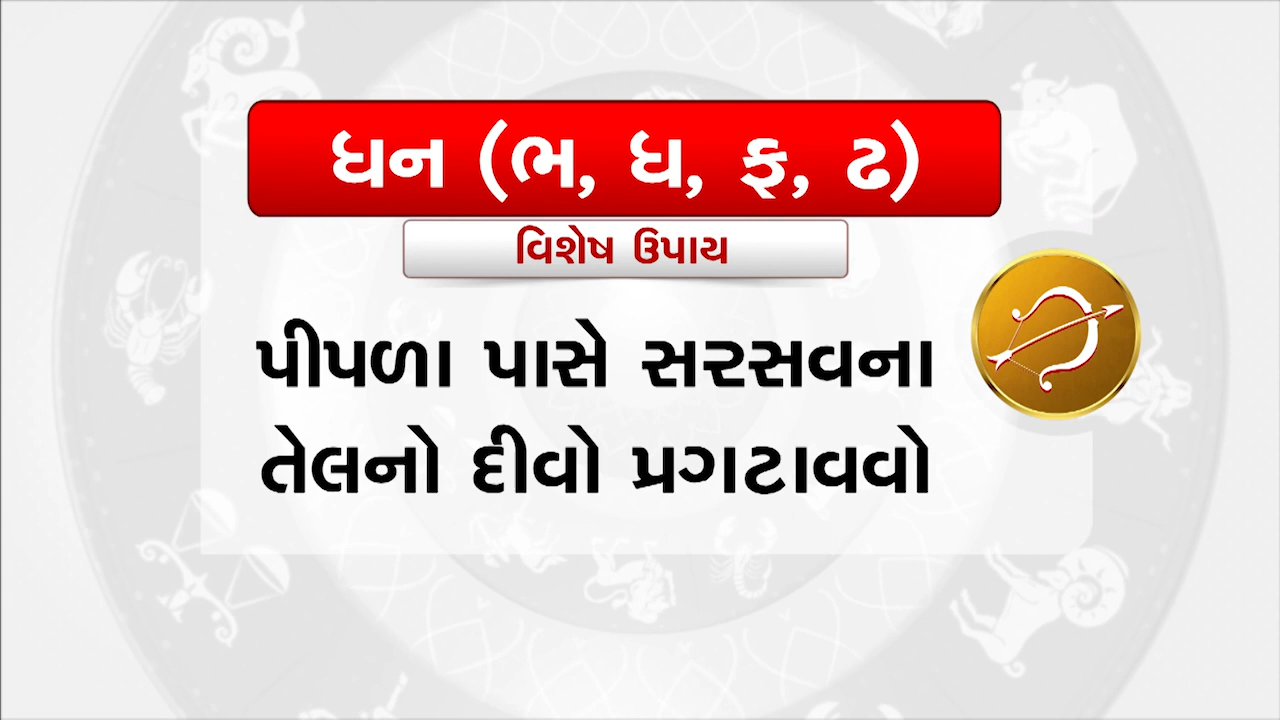 ધન (ભ, ધ, ફ, ઢ)
વિશેષ ઉપાય
પીપળા પાસે સરસવના
તેલનો દીવો પ્રગટાવવો